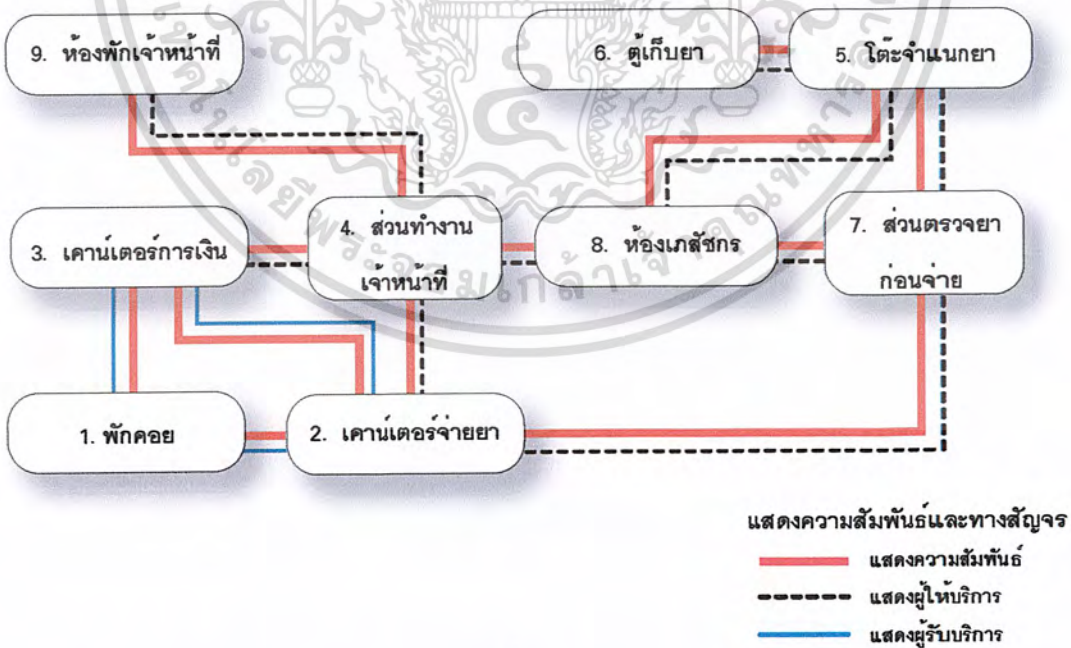 9. ห้องพักเจ้าหน้าที่
6. ตู้เก็บยา
5. โต๊ะจำแนกยา
3. เคาน์เตอร์การเงิน
4. ส่วนทำงาน
เจ้าหน้าที่
8. ห้องเภสัชกร
7. ส่วนตรวจยา
ก่อนจ่าย
1. พักคอย
2. เคาน์เตอร์จ่ายยา
แสดงความสัมพันธ์และทางสัญจร
แสดงความสัมพันธ์
แสดงผู้ให้บริการ
แสดงผู้รับบริการ